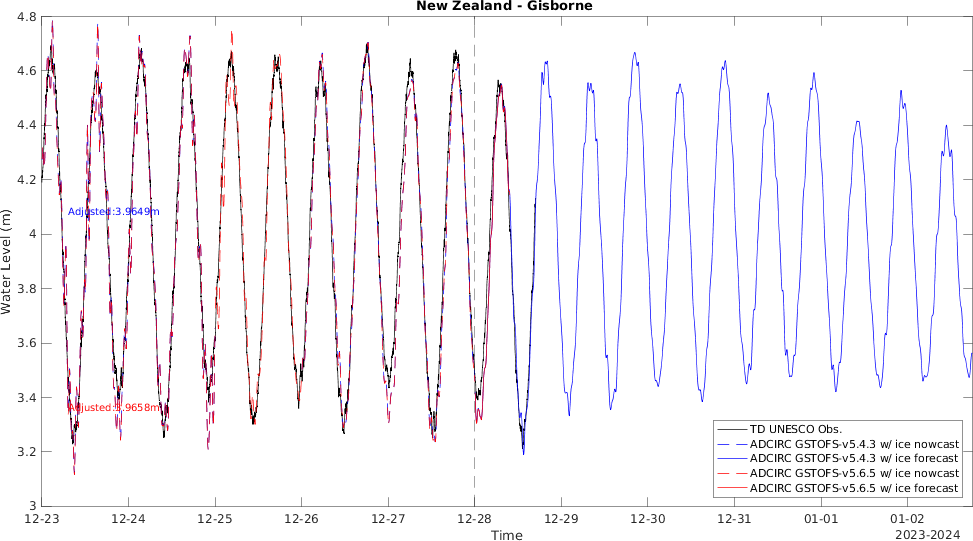 New Zealand - Gisborne
4.8
4.6
4.4
4.2
4
3.8
3.6
3.4
3.2
3
Water Level (m)
Adjusted:3.9649m
Adjusted:3.9658m
TD UNESCO Obs.
ADCIRC GSTOFS-v5.4.3 w/ ice nowcast
ADCIRC GSTOFS-v5.4.3 w/ ice forecast
ADCIRC GSTOFS-v5.6.5 w/ ice nowcast
ADCIRC GSTOFS-v5.6.5 w/ ice forecast
12-23 12-24 12-25 12-26 12-27 12-28 12-29 12-30 12-31 01-01 01-02
Time
2023-2024